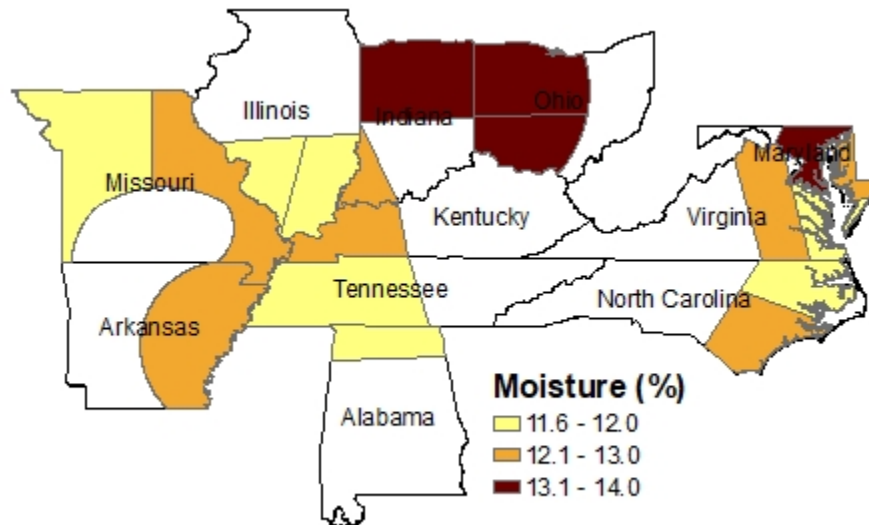 Illinois
Indiana
Ohio
Maryland
Missouri
Kentucky
Virginia
Tennessee
North Carolina
Arkansas
Alabama
Moisture (%)
11.6 - 12.0
12.1 - 13.0
13.1 - 14.0